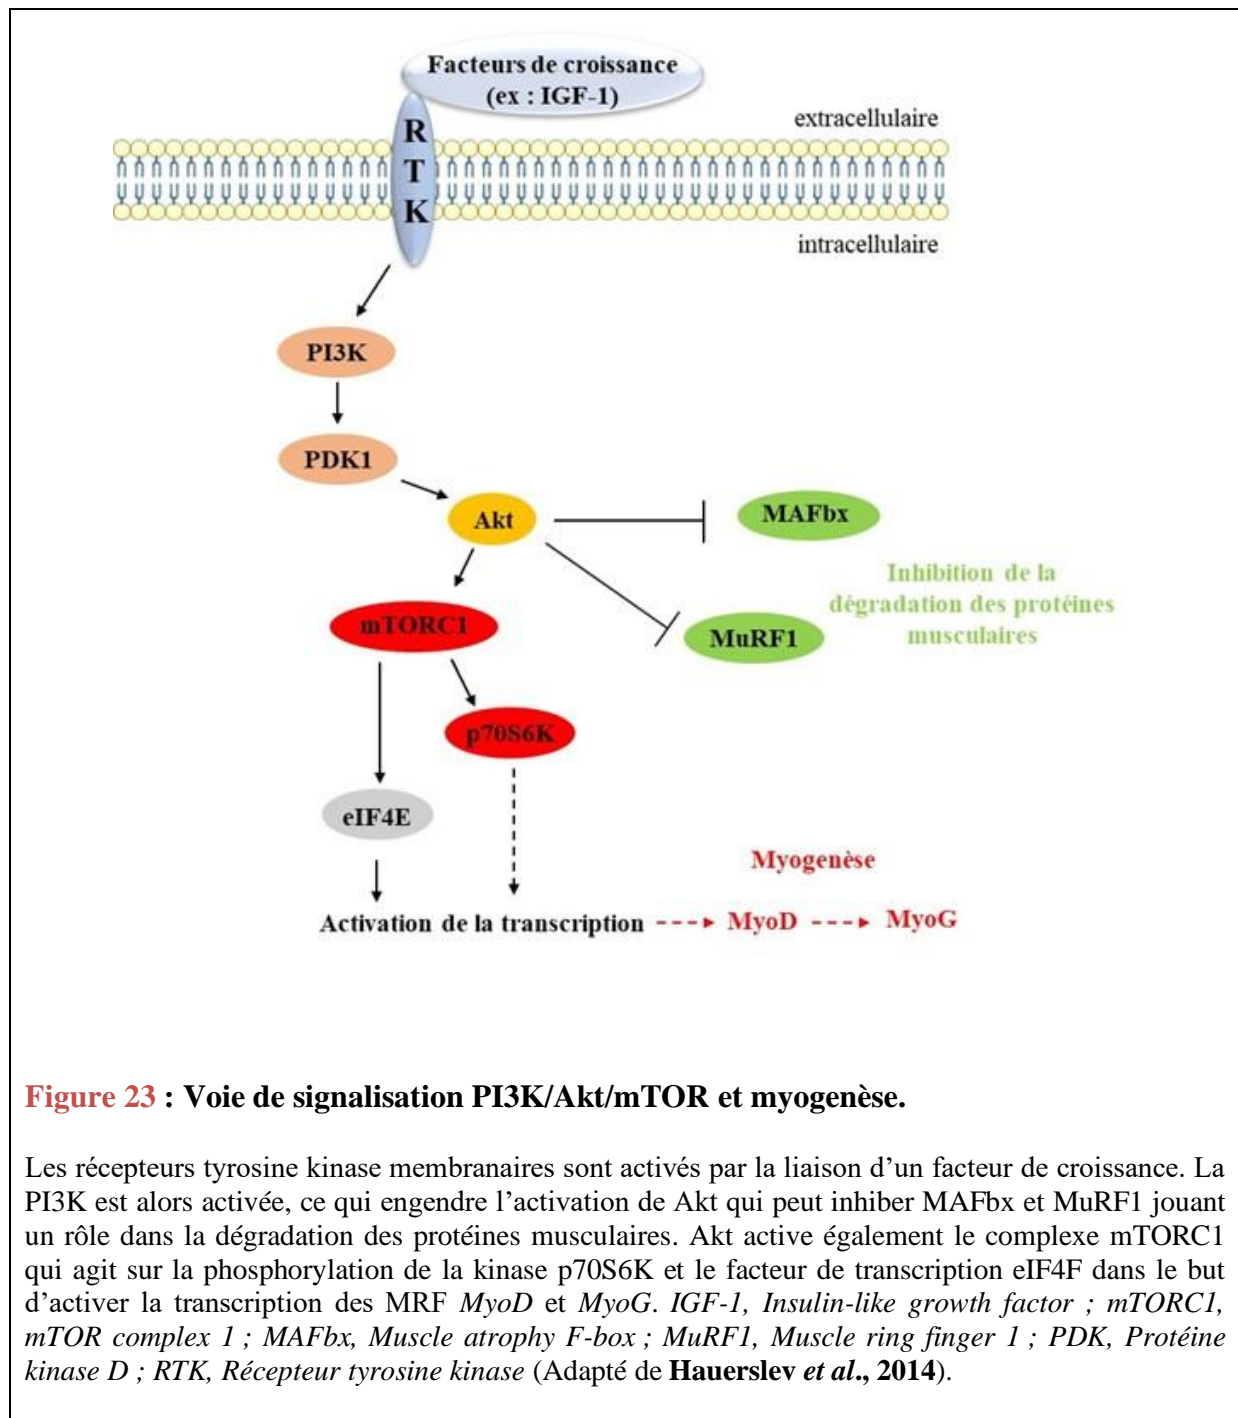 Facteurs de croissance
(ex : IGF-1)
extracellulaire
R
T
K
intracellulaire
PI3K
PDK1
Akt
MAFbx
Inhibition de la
dégradation des protéines
musculaires
mTORC1
MuRF1
p70S6K
eIF4E
Myogenèse
Activation de la transcription
MyoD
MyoG
Figure 23 : Voie de signalisation PI3K/Akt/mTOR et myogenèse.
Les récepteurs tyrosine kinase membranaires sont activés par la liaison d’un facteur de croissance. La
PI3K est alors activée, ce qui engendre l’activation de Akt qui peut inhiber MAFbx et MuRF1 jouant
un rôle dans la dégradation des protéines musculaires. Akt active également le complexe mTORC1
qui agit sur la phosphorylation de la kinase p70S6K et le facteur de transcription eIF4F dans le but
d’activer la transcription des MRF MyoD et MyoG. IGF-1, Insulin-like growth factor ; mTORC1,
mTOR complex 1 ; MAFbx, Muscle atrophy F-box ; MuRF1, Muscle ring finger 1 ; PDK, Protéine
kinase D ; RTK, Récepteur tyrosine kinase (Adapté de Hauerslev et al., 2014).